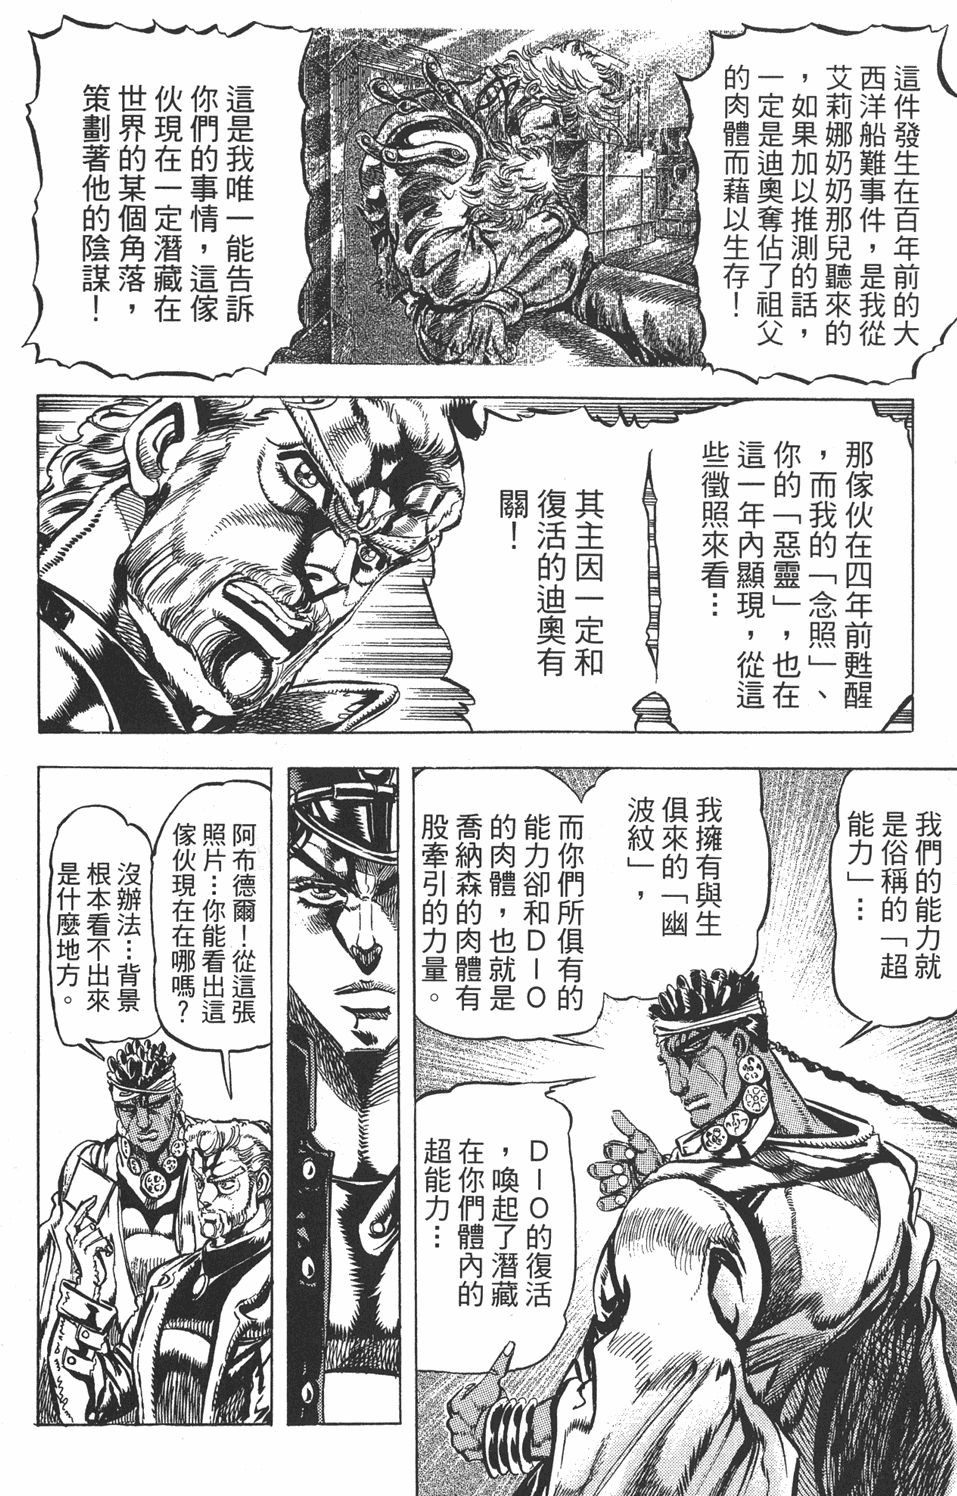 這件發生在百年前的大
西洋船難事件，是我從
艾莉娜奶奶那兒聽來的
，如果加以推測的話，
一定是迪奧奪佔了祖父
的肉體而藉以生存！
這是我唯一能告訴
你們的事情，這傢
伙現在一定潛藏在
世界的某個角落，
策劃著他的陰謀！
那傢伙在四年前甦醒
，而我的「念照」、
你的「惡靈」，也在
這一年內顯現，從這
些徵照來看…
其主因一定和
復活的迪奧有
關！
我們的能力就
是俗稱的「超
能力」…
我擁有與生
俱來的「幽
波紋」，
而你們所俱有的
能力卻和DIO
的肉體，也就是
喬納森的肉體有
股牽引的力量。
DIO的復活
，喚起了潛藏
在你們體內的
超能力…
阿布德爾！從這張
照片…你能看出這
傢伙現在在哪嗎？
沒辦法…背景
根本看不出來
是什麼地方。